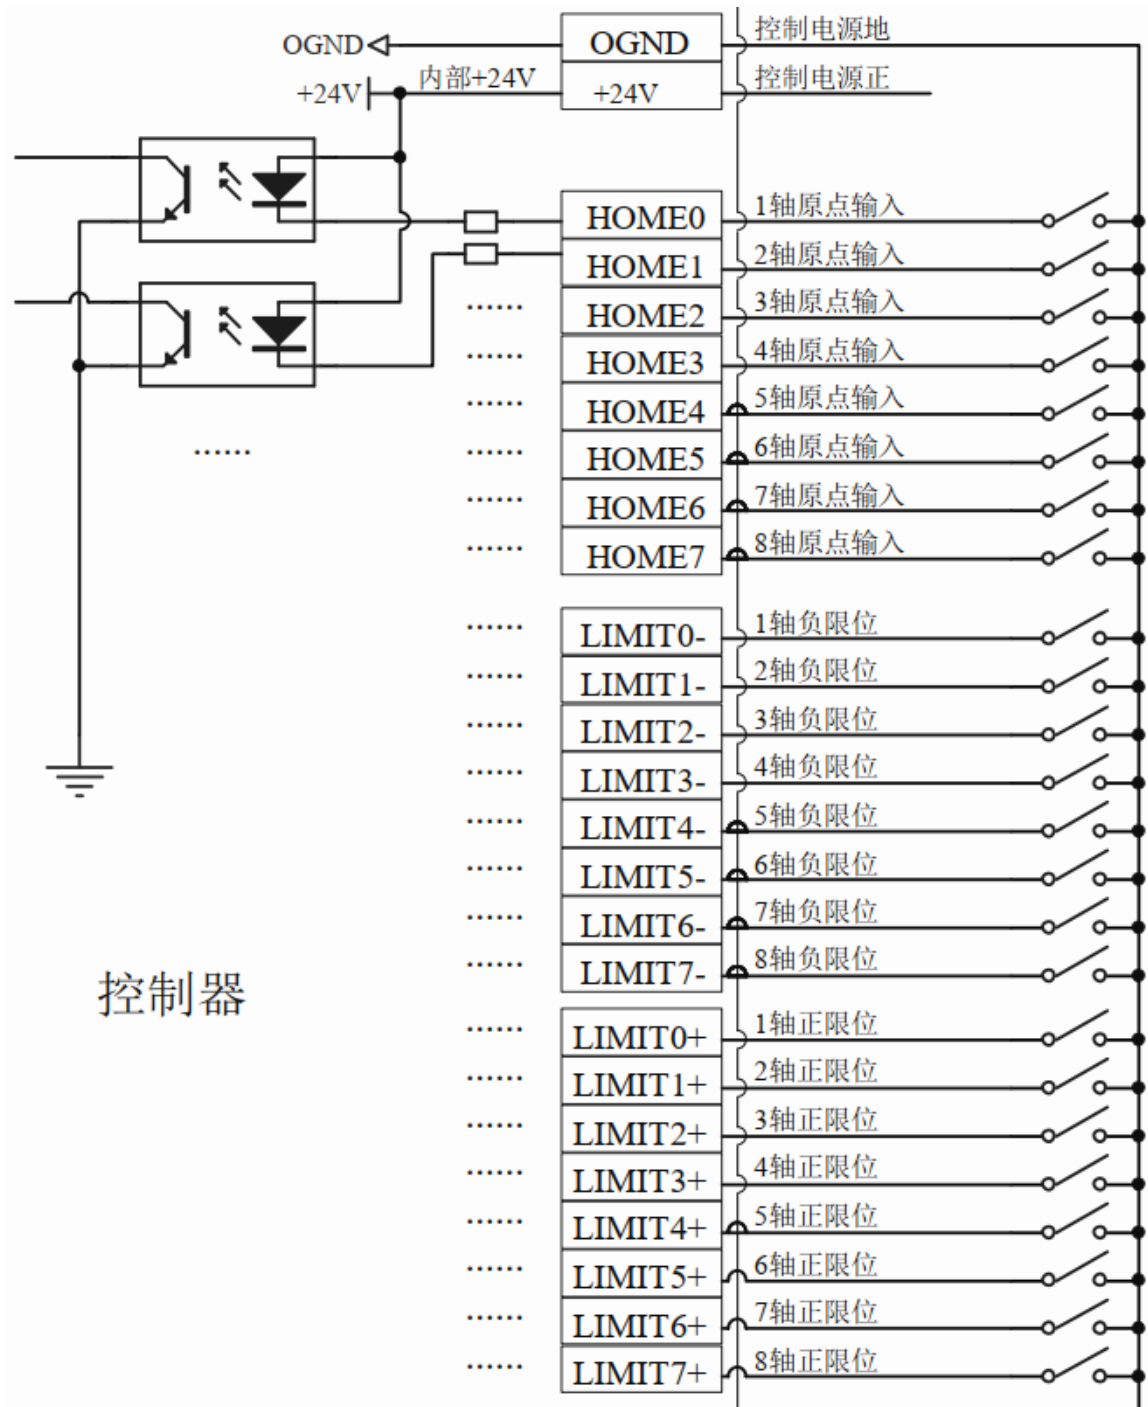 OGND OGND 控制电源地
+24V 内部+24V +24V 控制电源正
HOME0 1轴原点输入
HOME1 2轴原点输入
...... HOME2 3轴原点输入
...... HOME3 4轴原点输入
...... HOME4 5轴原点输入
...... ...... HOME5 6轴原点输入
...... HOME6 7轴原点输入
...... HOME7 8轴原点输入
...... LIMIT0- 1轴负限位
...... LIMIT1- 2轴负限位
...... LIMIT2- 3轴负限位
...... LIMIT3- 4轴负限位
...... LIMIT4- 5轴负限位
...... LIMIT5- 6轴负限位
...... LIMIT6- 7轴负限位
...... LIMIT7- 8轴负限位
控制器
...... LIMIT0+ 1轴正限位
...... LIMIT1+ 2轴正限位
...... LIMIT2+ 3轴正限位
...... LIMIT3+ 4轴正限位
...... LIMIT4+ 5轴正限位
...... LIMIT5+ 6轴正限位
...... LIMIT6+ 7轴正限位
...... LIMIT7+ 8轴正限位